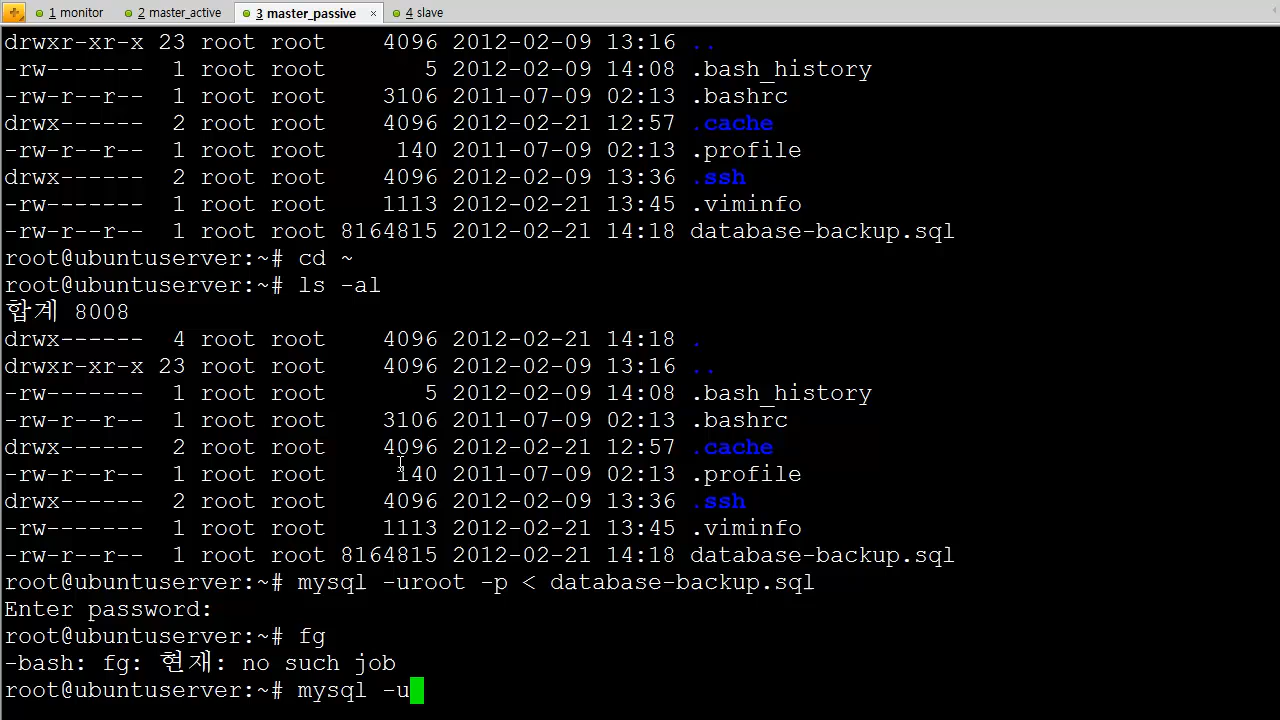 1 monitor 2 master_active 3 master_passive × 4 slave
drwxr-xr-x 23 root root 4096 2012-02-09 13:16 ..
-rw------- 1 root root 5 2012-02-09 14:08 .bash_history
-rw-r--r-- 1 root root 3106 2011-07-09 02:13 .bashrc
drwx------ 2 root root 4096 2012-02-21 12:57 .cache
-rw-r--r-- 1 root root 140 2011-07-09 02:13 .profile
drwx------ 2 root root 4096 2012-02-09 13:36 .ssh
-rw------- 1 root root 1113 2012-02-21 13:45 .viminfo
-rw-r--r-- 1 root root 8164815 2012-02-21 14:18 database-backup.sql
root@ubuntuserver:~# cd ~
root@ubuntuserver:~# ls -al
합계 8008
drwx------ 4 root root 4096 2012-02-21 14:18 .
drwxr-xr-x 23 root root 4096 2012-02-09 13:16 ..
-rw------- 1 root root 5 2012-02-09 14:08 .bash_history
-rw-r--r-- 1 root root 3106 2011-07-09 02:13 .bashrc
drwx------ 2 root root 4096 2012-02-21 12:57 .cache
-rw-r--r-- 1 root root 140 2011-07-09 02:13 .profile
drwx------ 2 root root 4096 2012-02-09 13:36 .ssh
-rw------- 1 root root 1113 2012-02-21 13:45 .viminfo
-rw-r--r-- 1 root root 8164815 2012-02-21 14:18 database-backup.sql
root@ubuntuserver:~# mysql -uroot -p < database-backup.sql
Enter password:
root@ubuntuserver:~# fg
-bash: fg: 현재: no such job
root@ubuntuserver:~# mysql -u